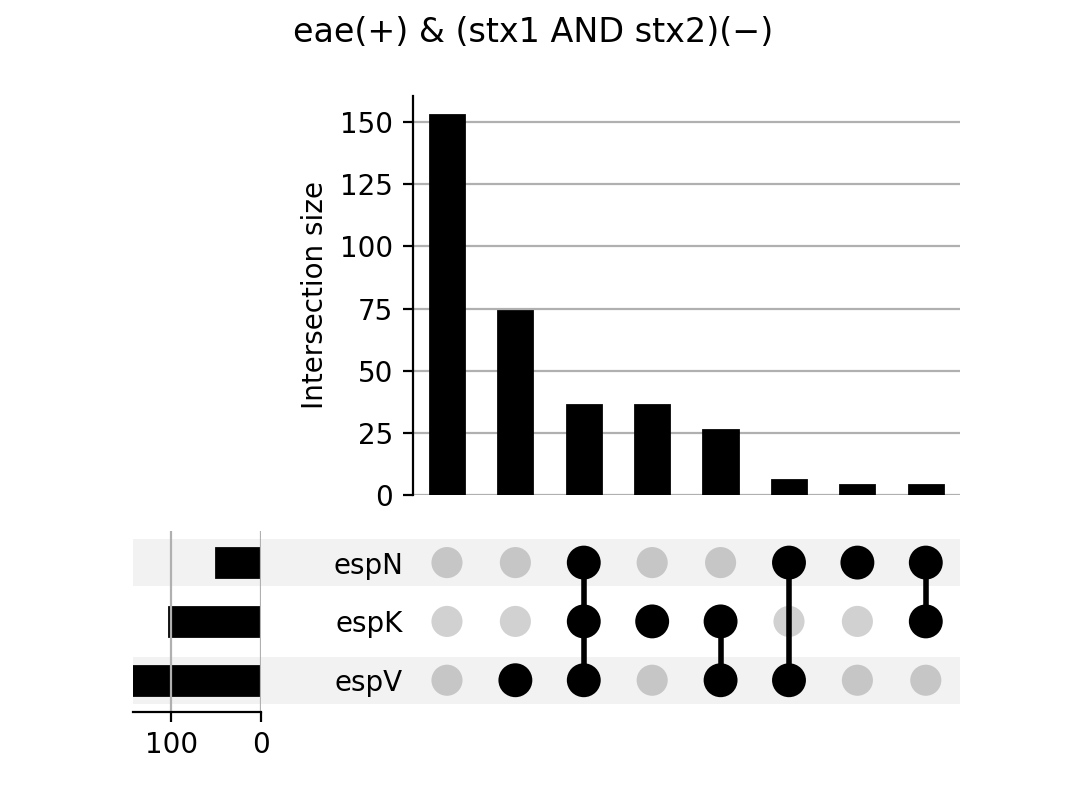 eae(+) & (stx1 AND stx2)(−)
150
125
100
75
50
25
0
Intersection size
espN
espK
espV
100 0